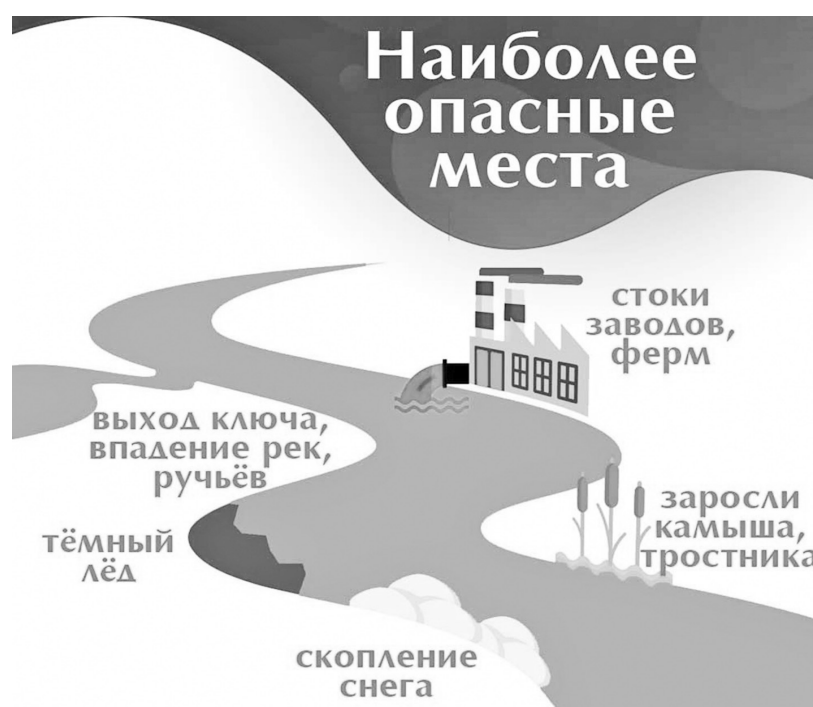 Наиболее
опасные
места
стоки
заводов,
ферм
выход ключа,
впадение рек,
ручьёв
заросли
камыша,
тростника
тёмный
лёд
скопление
снега